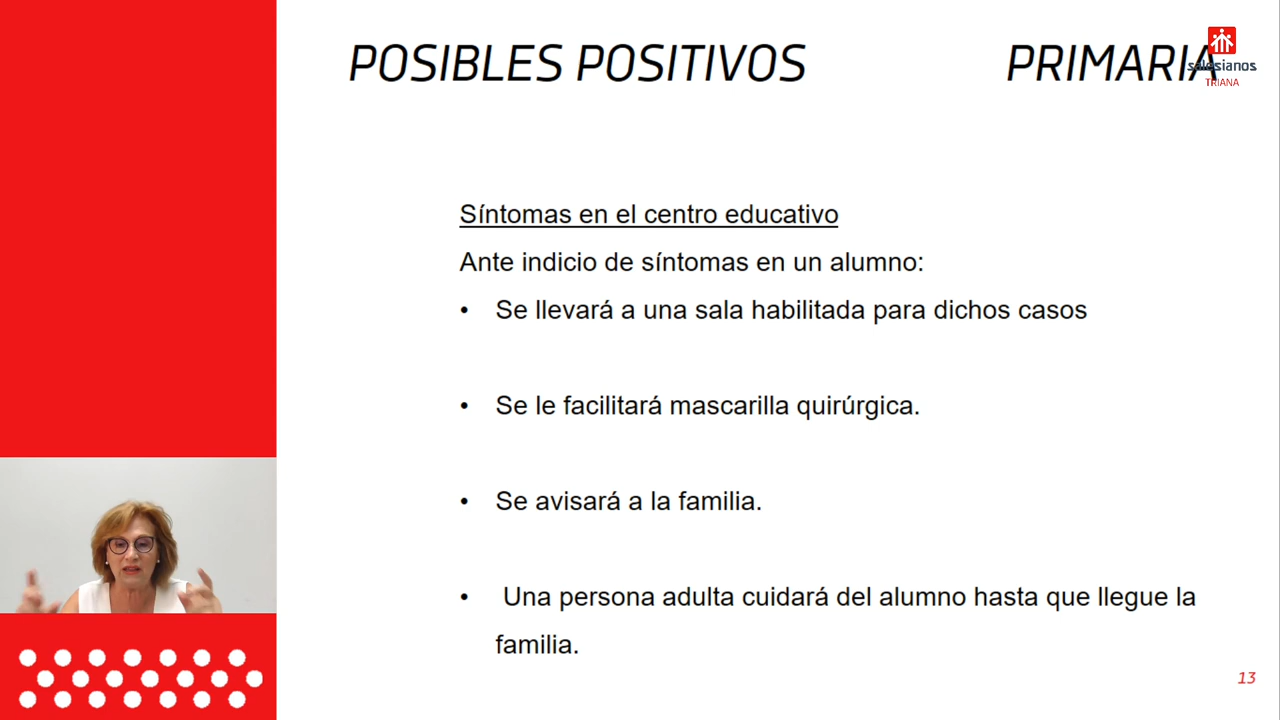 POSIBLES POSITIVOS PRIMARIA
salesianos
TRIANA
Síntomas en el centro educativo
Ante indicio de síntomas en un alumno:
• Se llevará a una sala habilitada para dichos casos
• Se le facilitará mascarilla quirúrgica.
• Se avisará a la familia.
• Una persona adulta cuidará del alumno hasta que llegue la
familia.
13